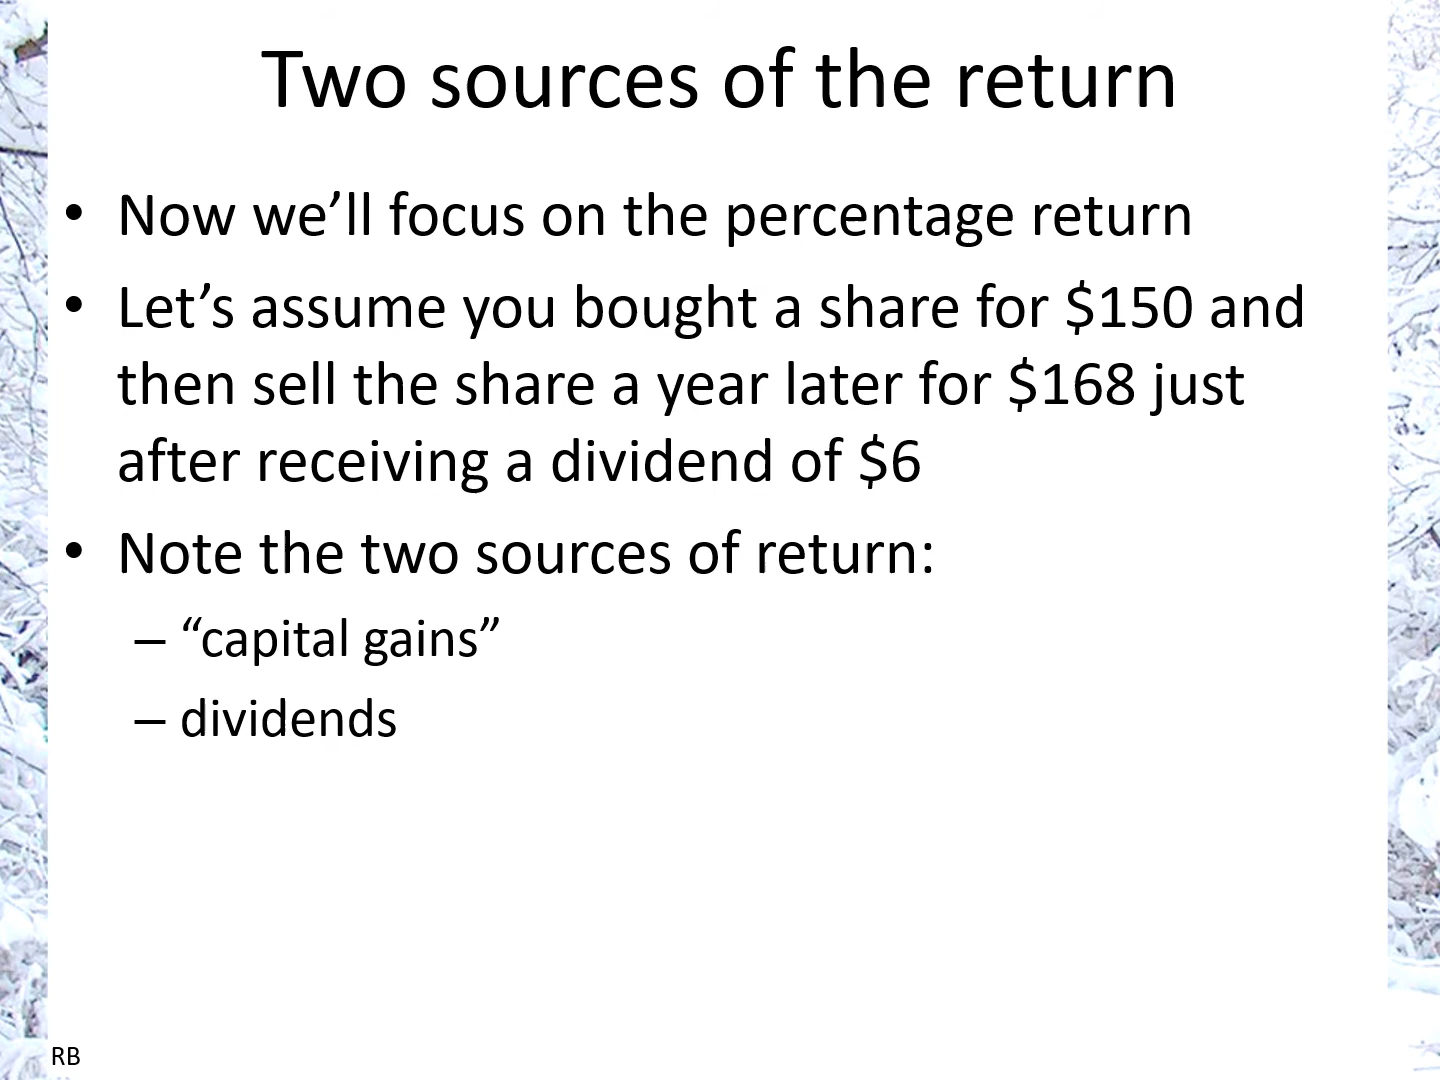 Two sources of the return
• Now we’ll focus on the percentage return
• Let’s assume you bought a share for $150 and
then sell the share a year later for $168 just
after receiving a dividend of $6
• Note the two sources of return:
– “capital gains”
– dividends
RB